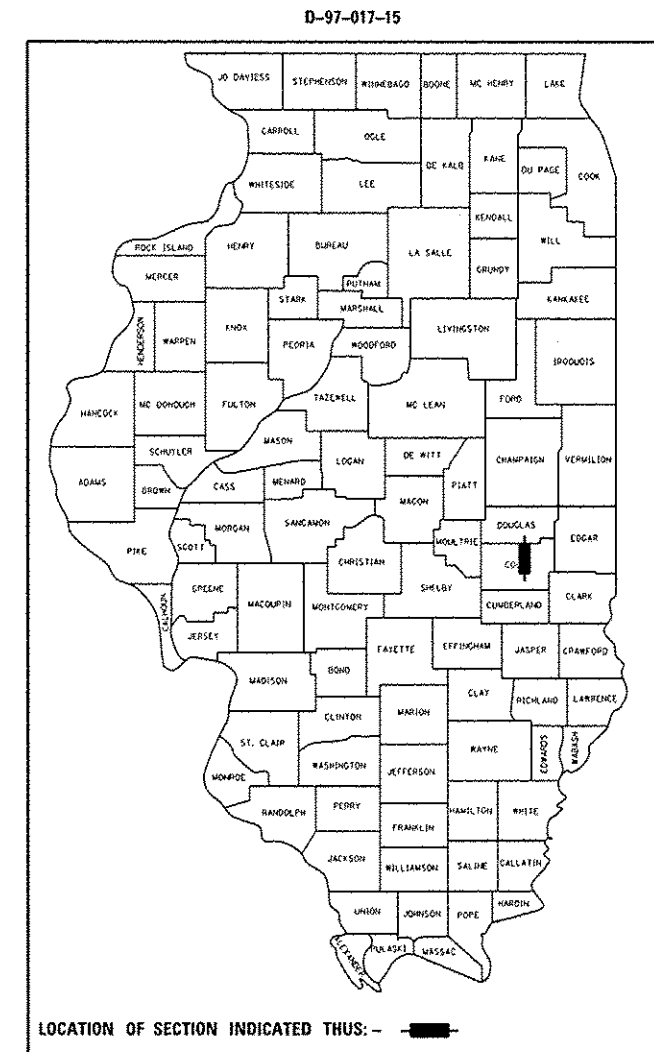 D-97-017-15
JO DAVIESS STEPHENSON WINNEBAGO BOONE MC HENRY LAKE
CARROLL OGLE
DE KALB KANE DU PAGE COOK
WHITESIDE LEE
KENDALL
ROCK ISLAND HENRY BUREAU LA SALLE WILL
MERCER PUTNAM GRUNDY
STARK MARSHALL KANKAKEE
HENDERSON WARREN KNOX LIVINGSTON
PEORIA WOODFORD IROQUOIS
HANCOCK MC DONOUGH FULTON TAZEWELL MC LEAN FORD
MASON
SCHUYLER LOGAN DE WITT CHAMPAIGN VERMILION
ADAMS BROWN CASS MENARD PIATT
MACON
MORGAN SANGAMON DOUGLAS
PIKE SCOTT CHRISTIAN MOULTRIE EDGAR
CO
GREENE SHELBY
CALHOUN MACOUPIN MONTGOMERY CUMBERLAND CLARK
JERSEY
FAYETTE EFFINGHAM JASPER CRAWFORD
MADISON BOND
CLAY RICHLAND LAWRENCE
CLINTON MARION
ST. CLAIR WAYNE EDWARDS WABASH
WASHINGTON JEFFERSON
MONROE
RANDOLPH PERRY HAMILTON WHITE
FRANKLIN
JACKSON WILLIAMSON SALINE GALLATIN
UNION JOHNSON POPE HARDIN
ALEXANDER PULASKI MASSAC
LOCATION OF SECTION INDICATED THUS: -